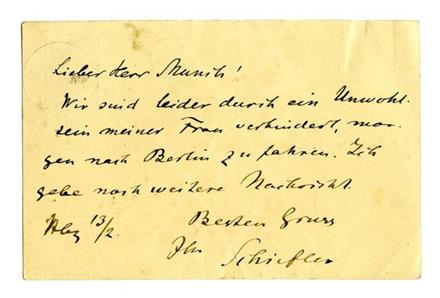 Lieber Herr Munch!
Wir sind leider durch ein Unwohl-
sein meiner Frau verhindert, mor-
gen nach Berlin zu fahren. Ich
gebe noch weitere Nachricht.
Hbg 13/2. Besten Gruss
Ihr
Schiefler